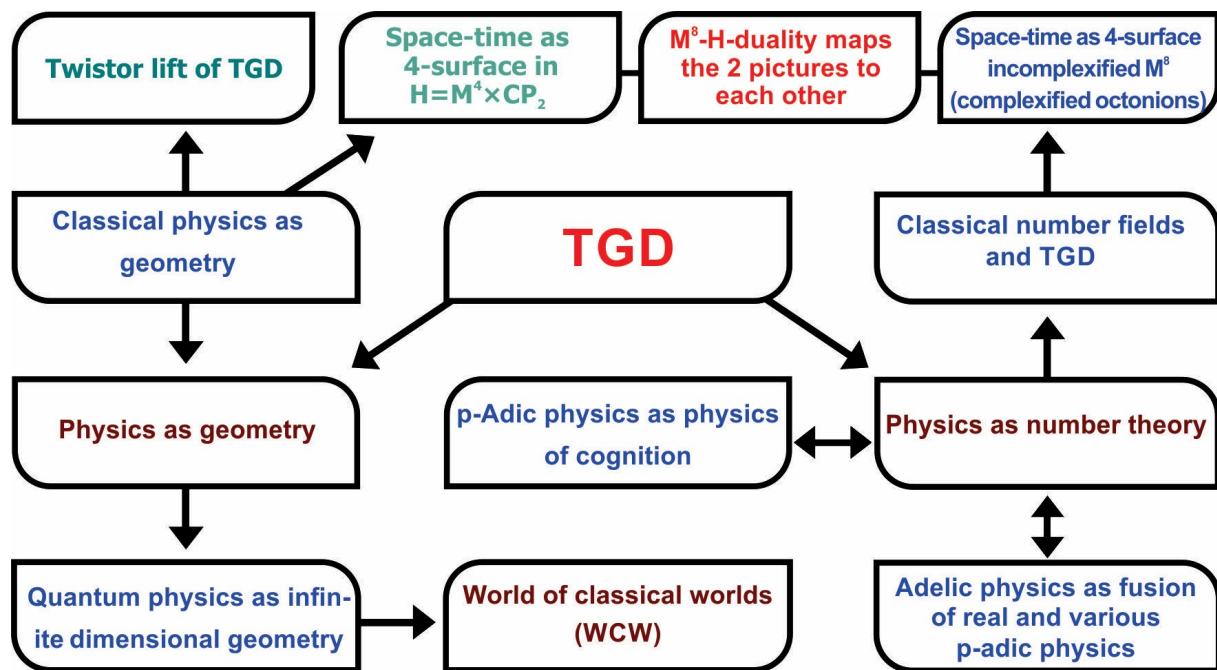 Twistor lift of TGD
Space-time as
4-surface in
H=M⁴×CP₂
M⁸-H-duality maps
the 2 pictures to
each other
Space-time as 4-surface
incomplexified M⁸
(complexified octonions)
Classical physics as
geometry
TGD
Classical number fields
and TGD
Physics as geometry
p-Adic physics as physics
of cognition
Physics as number theory
Quantum physics as infin-
ite dimensional geometry
World of classical worlds
(WCW)
Adelic physics as fusion
of real and various
p-adic physics